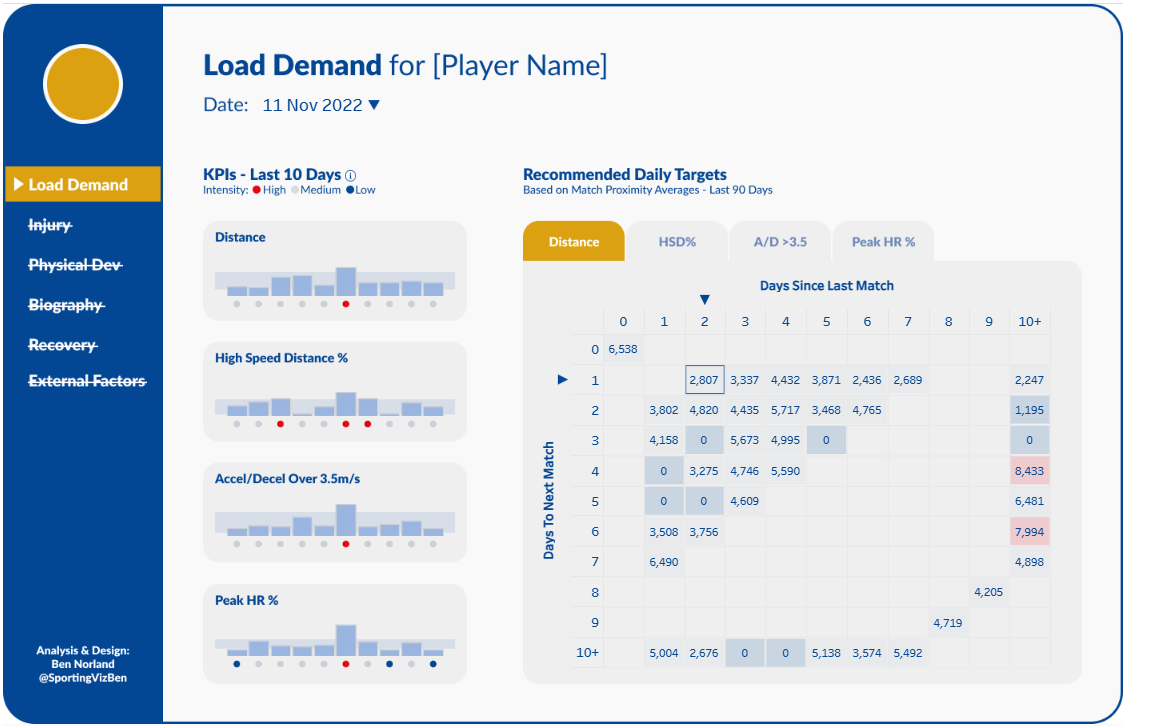 Load Demand for [Player Name]
Date: 11 Nov 2022 ▼
Load Demand
Injury
Physical Dev
Biography
Recovery
External Factors
Analysis & Design:
Ben Norland
@SportingVizBen
KPIs - Last 10 Days ⓘ
Intensity: High Medium Low
Distance
High Speed Distance %
Accel/Decel Over 3.5m/s
Peak HR %
Recommended Daily Targets
Based on Match Proximity Averages - Last 90 Days
Distance HSD% A/D >3.5 Peak HR %
Days Since Last Match
0 1 2 3 4 5 6 7 8 9 10+
Days To Next Match
0 6,538
1 2,807 3,337 4,432 3,871 2,436 2,689 2,247
2 3,802 4,820 4,435 5,717 3,468 4,765 1,195
3 4,158 0 5,673 4,995 0 0
4 0 3,275 4,746 5,590 8,433
5 0 0 4,609 6,481
6 3,508 3,756 7,994
7 6,490 4,898
8 4,205
9 4,719
10+ 5,004 2,676 0 0 5,138 3,574 5,492